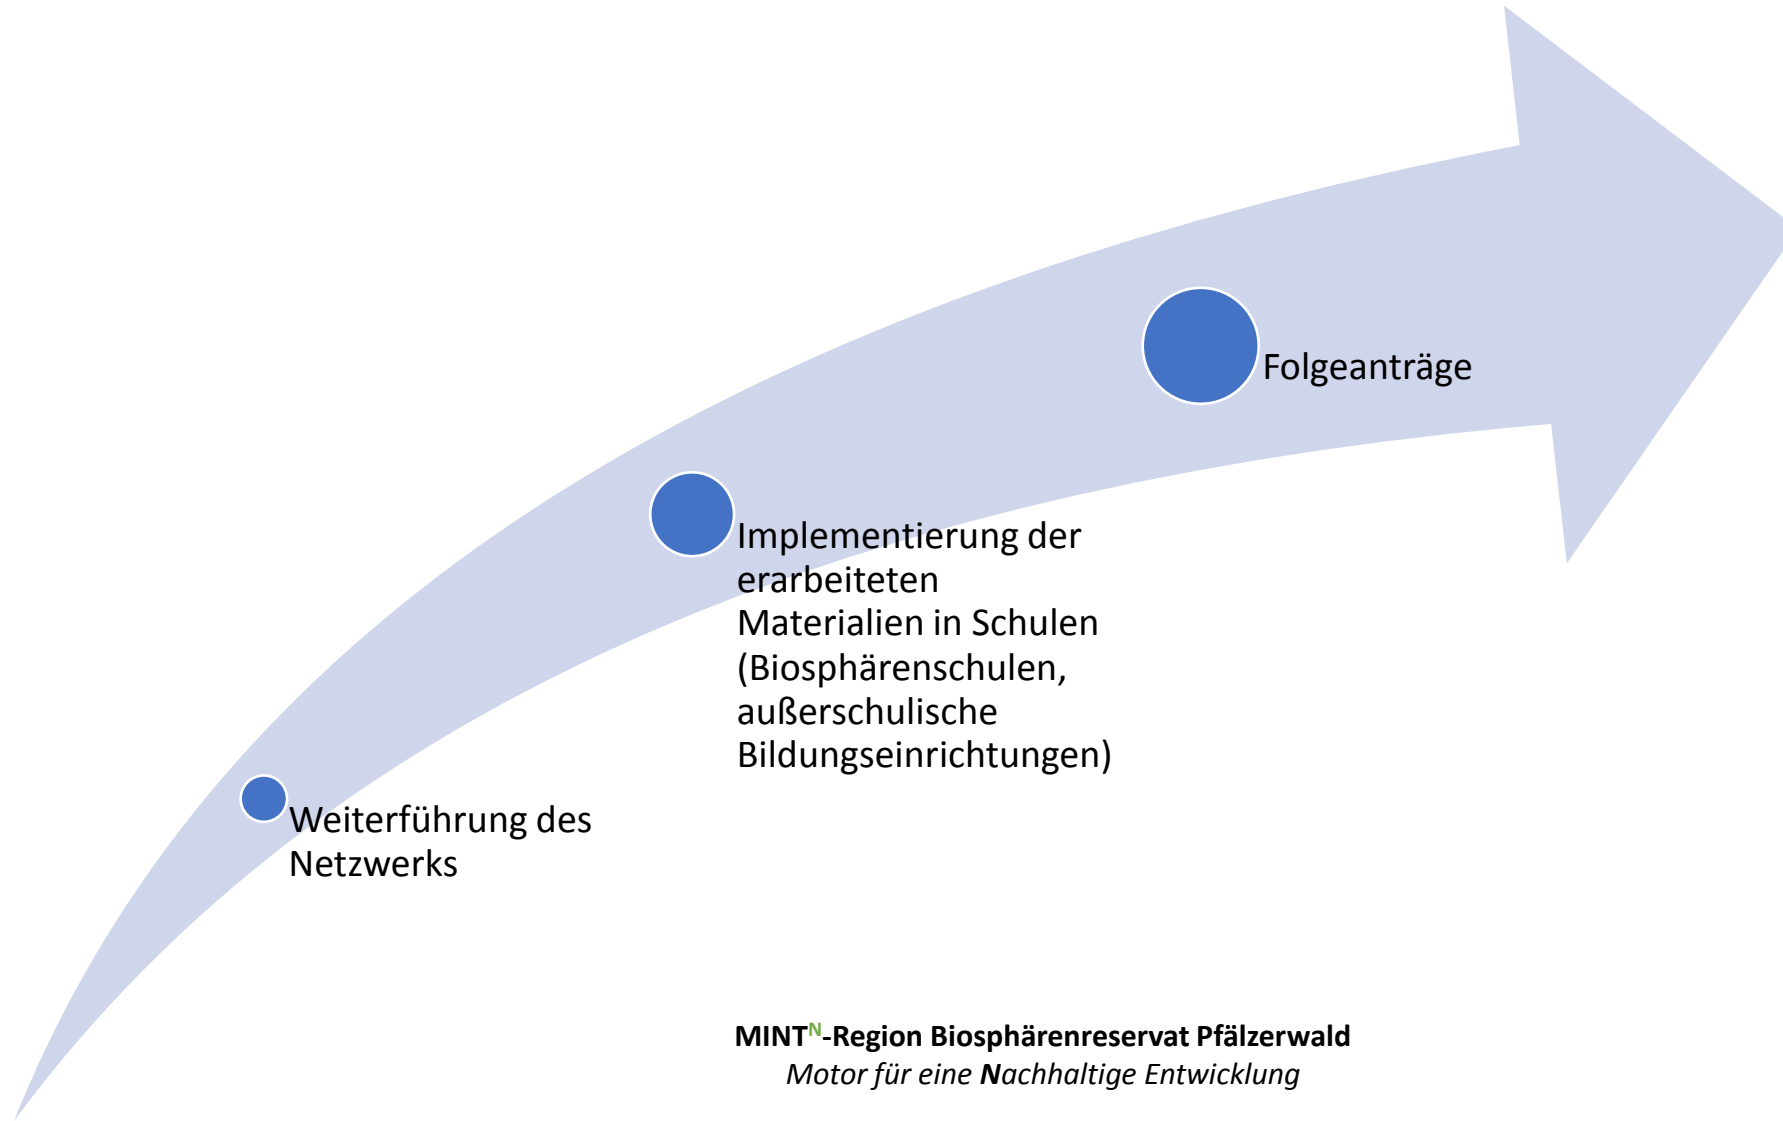 Folgeanträge
Implementierung der
erarbeiteten
Materialien in Schulen
(Biosphärenschulen,
außerschulische
Bildungseinrichtungen)
Weiterführung des
Netzwerks
MINTᴺ-Region Biosphärenreservat Pfälzerwald
Motor für eine Nachhaltige Entwicklung